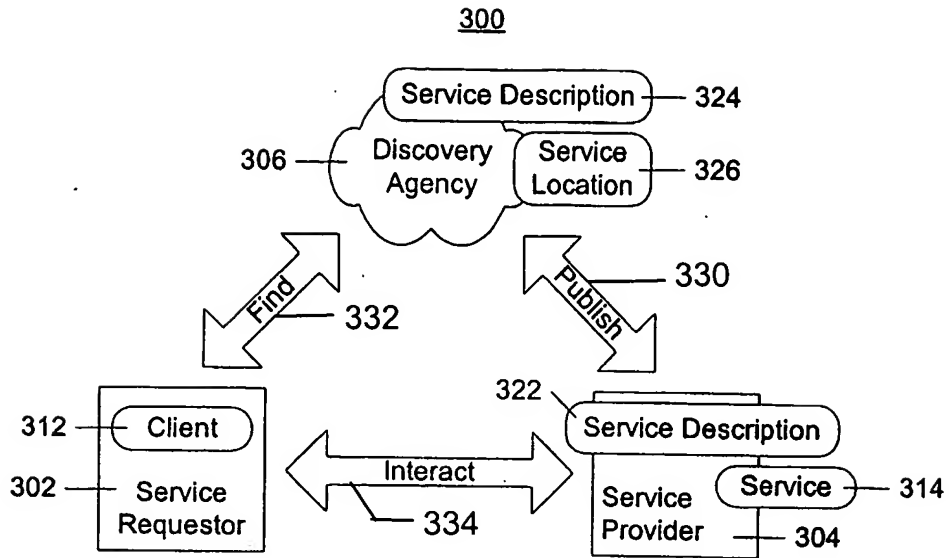 300
Service Description
324
306
Discovery
Agency
Service
Location
326
Find
332
Publish
330
312
Client
302
Service
Requestor
Interact
334
322
Service Description
Service
314
Service
Provider
304